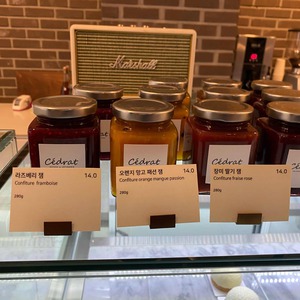 Marshall
Cédrat
Cédrat
Cédrat
라즈베리 잼 14.0
Confiture framboise
280g
오렌지 망고 패션 잼 14.0
Confiture orange mangue passion
280g
장미 딸기 잼 14.0
Confiture fraise rose
280g